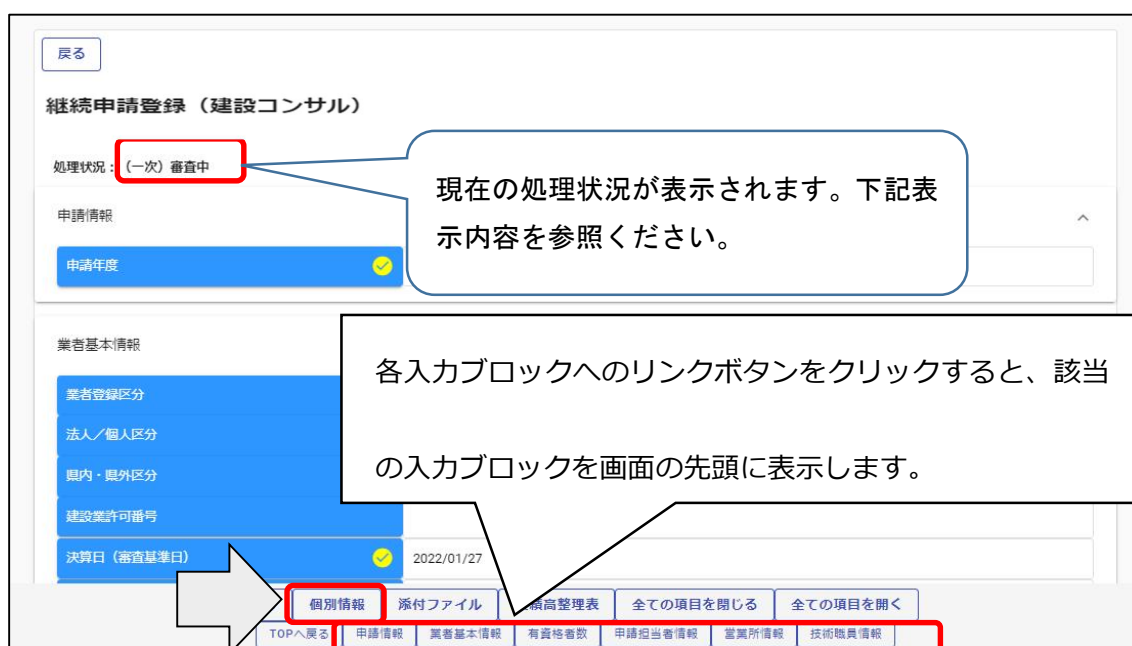 戻る
継続申請登録（建設コンサル）
処理状況：（一次）審査中
現在の処理状況が表示されます。下記表
示内容を参照ください。
申請情報
申請年度
業者基本情報
各入力ブロックへのリンクボタンをクリックすると、該当
の入力ブロックを画面の先頭に表示します。
業者登録区分
法人／個人区分
県内・県外区分
建設業許可番号
決算日（審査基準日） 2022/01/27
個別情報 添付ファイル 績高整理表 全ての項目を閉じる 全ての項目を開く
TOPへ戻る 申請情報 業者基本情報 有資格者数 申請担当者情報 営業所情報 技術職員情報